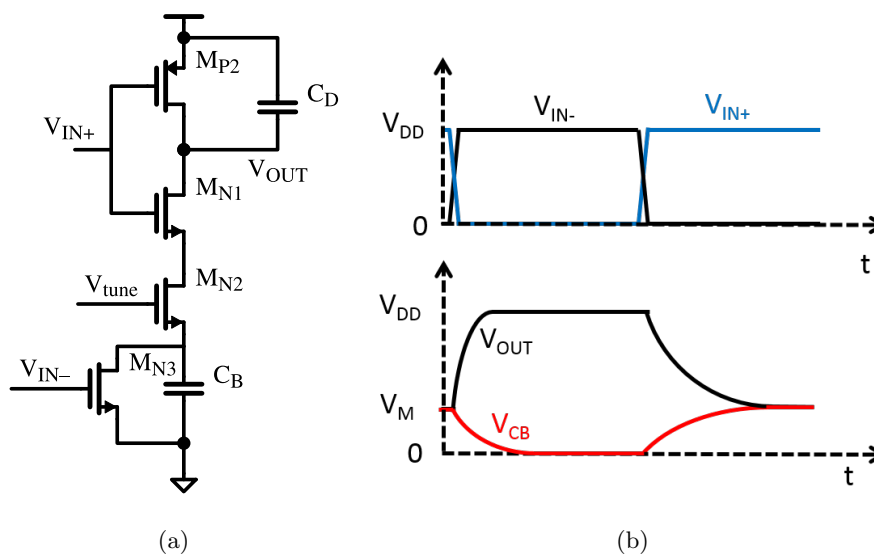 M_P2
C_D
V_IN+
V_OUT
M_N1
M_N2
V_tune
M_N3
V_IN−
C_B
(a)
V_DD
V_IN-
V_IN+
0
t
V_DD
V_OUT
V_M
V_CB
0
t
(b)